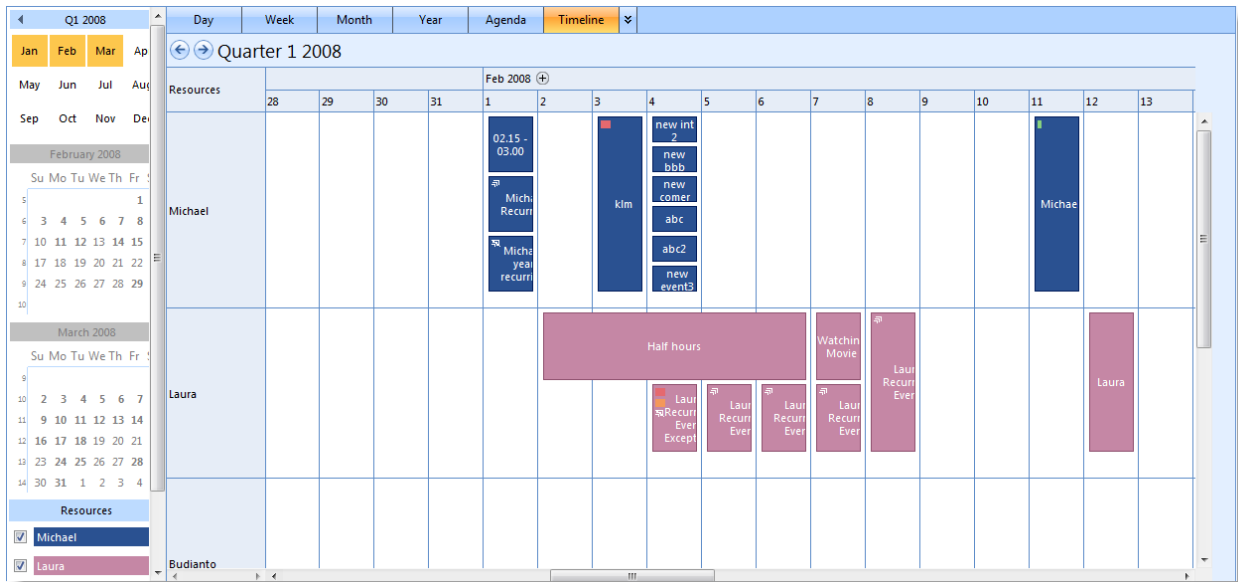 Q1 2008
Jan Feb Mar Ap
May Jun Jul Aug
Sep Oct Nov Dec
February 2008
Su Mo Tu We Th Fr
5 1
6 3 4 5 6 7 8
7 10 11 12 13 14 15
8 17 18 19 20 21 22
9 24 25 26 27 28 29
10
March 2008
Su Mo Tu We Th Fr
9
10 2 3 4 5 6 7
11 9 10 11 12 13 14
12 16 17 18 19 20 21
13 23 24 25 26 27 28
14 30 31 1 2 3 4
Resources
Michael
Laura
Day Week Month Year Agenda Timeline
Quarter 1 2008
Resources
Feb 2008
28 29 30 31 1 2 3 4 5 6 7 8 9 10 11 12 13
Michael
02.15 -
03.00
Micha
Recurr
Micha
year
recurri
klm
new int
2
new
bbb
new
comer
abc
abc2
new
event3
Michae
Laura
Half hours
Watchin
Movie
Laur
Recurr
Ever
Except
Laur
Recurr
Ever
Laur
Recurr
Ever
Laur
Recurr
Ever
Laur
Recurr
Ever
Laura
Budianto